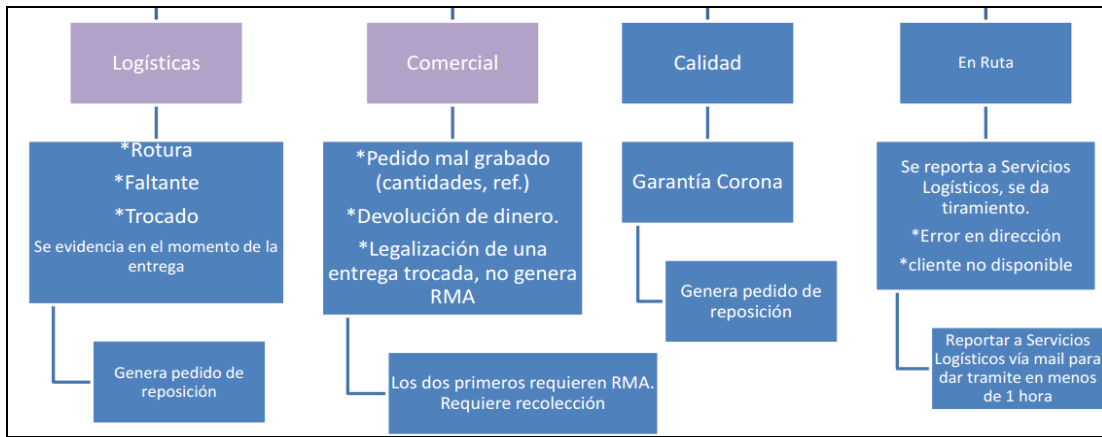 Logísticas
*Rotura
*Faltante
*Trocado
Se evidencia en el momento de la
entrega
Genera pedido de
reposición
Comercial
*Pedido mal grabado
(cantidades, ref.)
*Devolución de dinero.
*Legalización de una
entrega trocada, no genera
RMA
Los dos primeros requieren RMA.
Requiere recolección
Calidad
Garantía Corona
Genera pedido de
reposición
En Ruta
Se reporta a Servicios
Logísticos, se da
tiramiento.
*Error en dirección
*cliente no disponible
Reportar a Servicios
Logísticos vía mail para
dar tramite en menos
de 1 hora